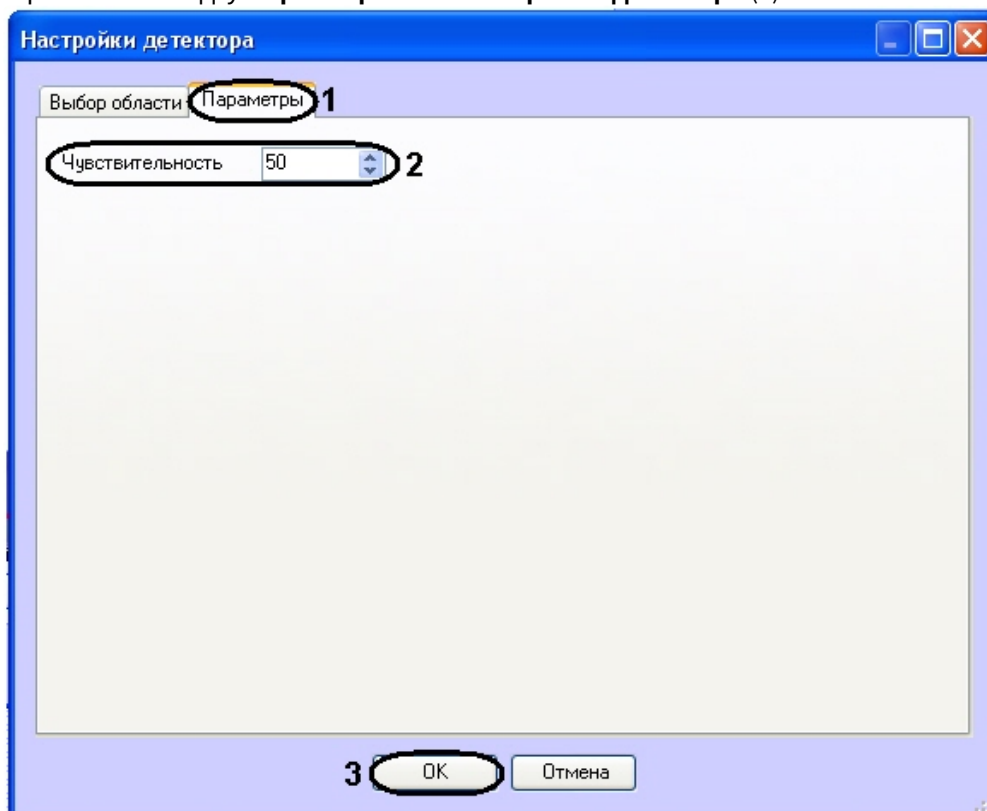 Настройки детектора
Выбор области Параметры 1
Чувствительность 50 2
3 OK Отмена